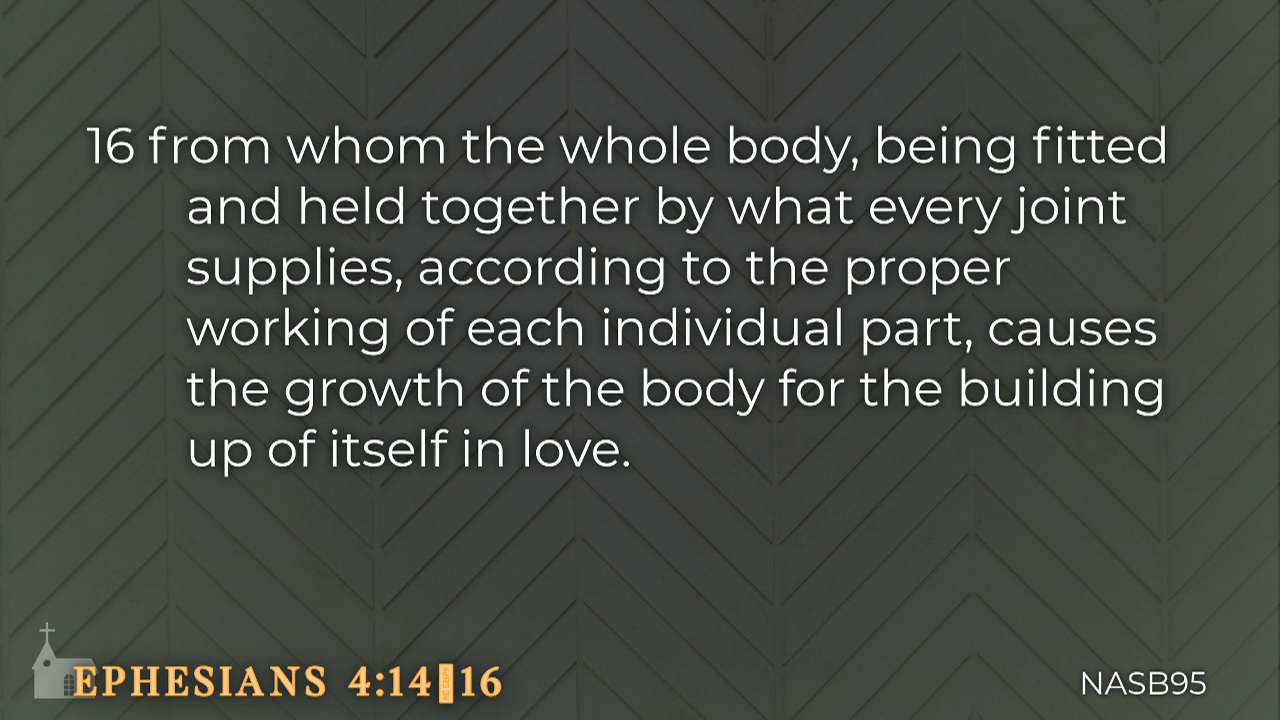 16 from whom the whole body, being fitted
and held together by what every joint
supplies, according to the proper
working of each individual part, causes
the growth of the body for the building
up of itself in love.
EPHESIANS 4:14 16
NASB95